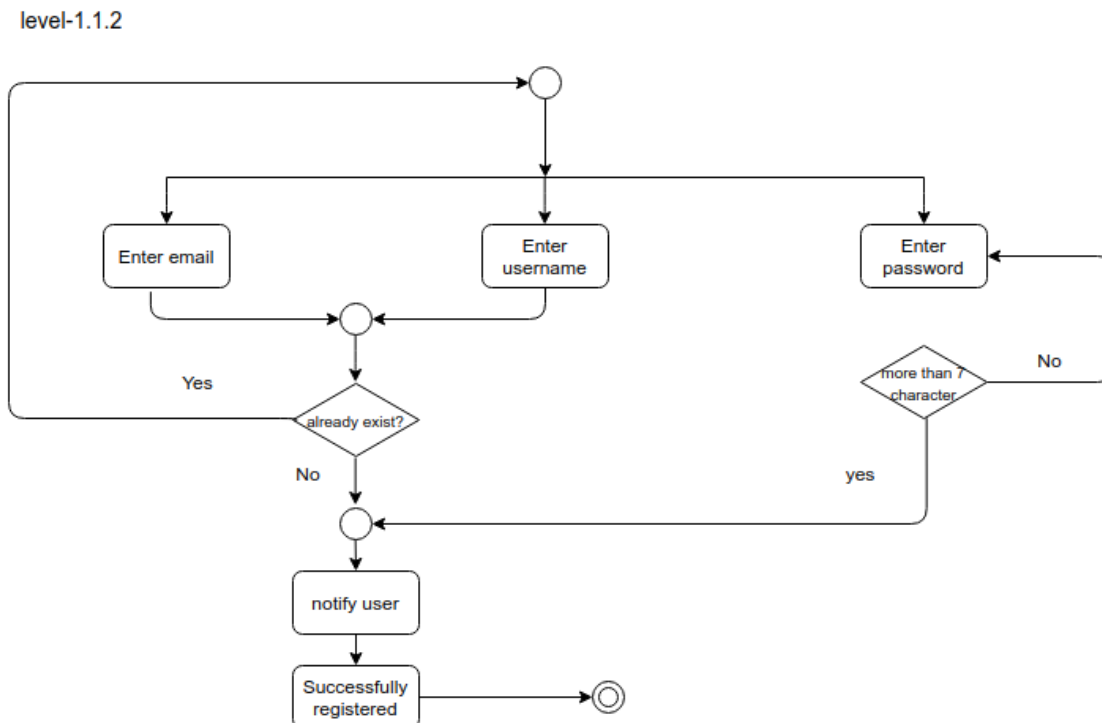 level-1.1.2
Enter email
Enter
username
Enter
password
Yes
already exist?
more than 7
character
No
No
yes
notify user
Successfully
registered